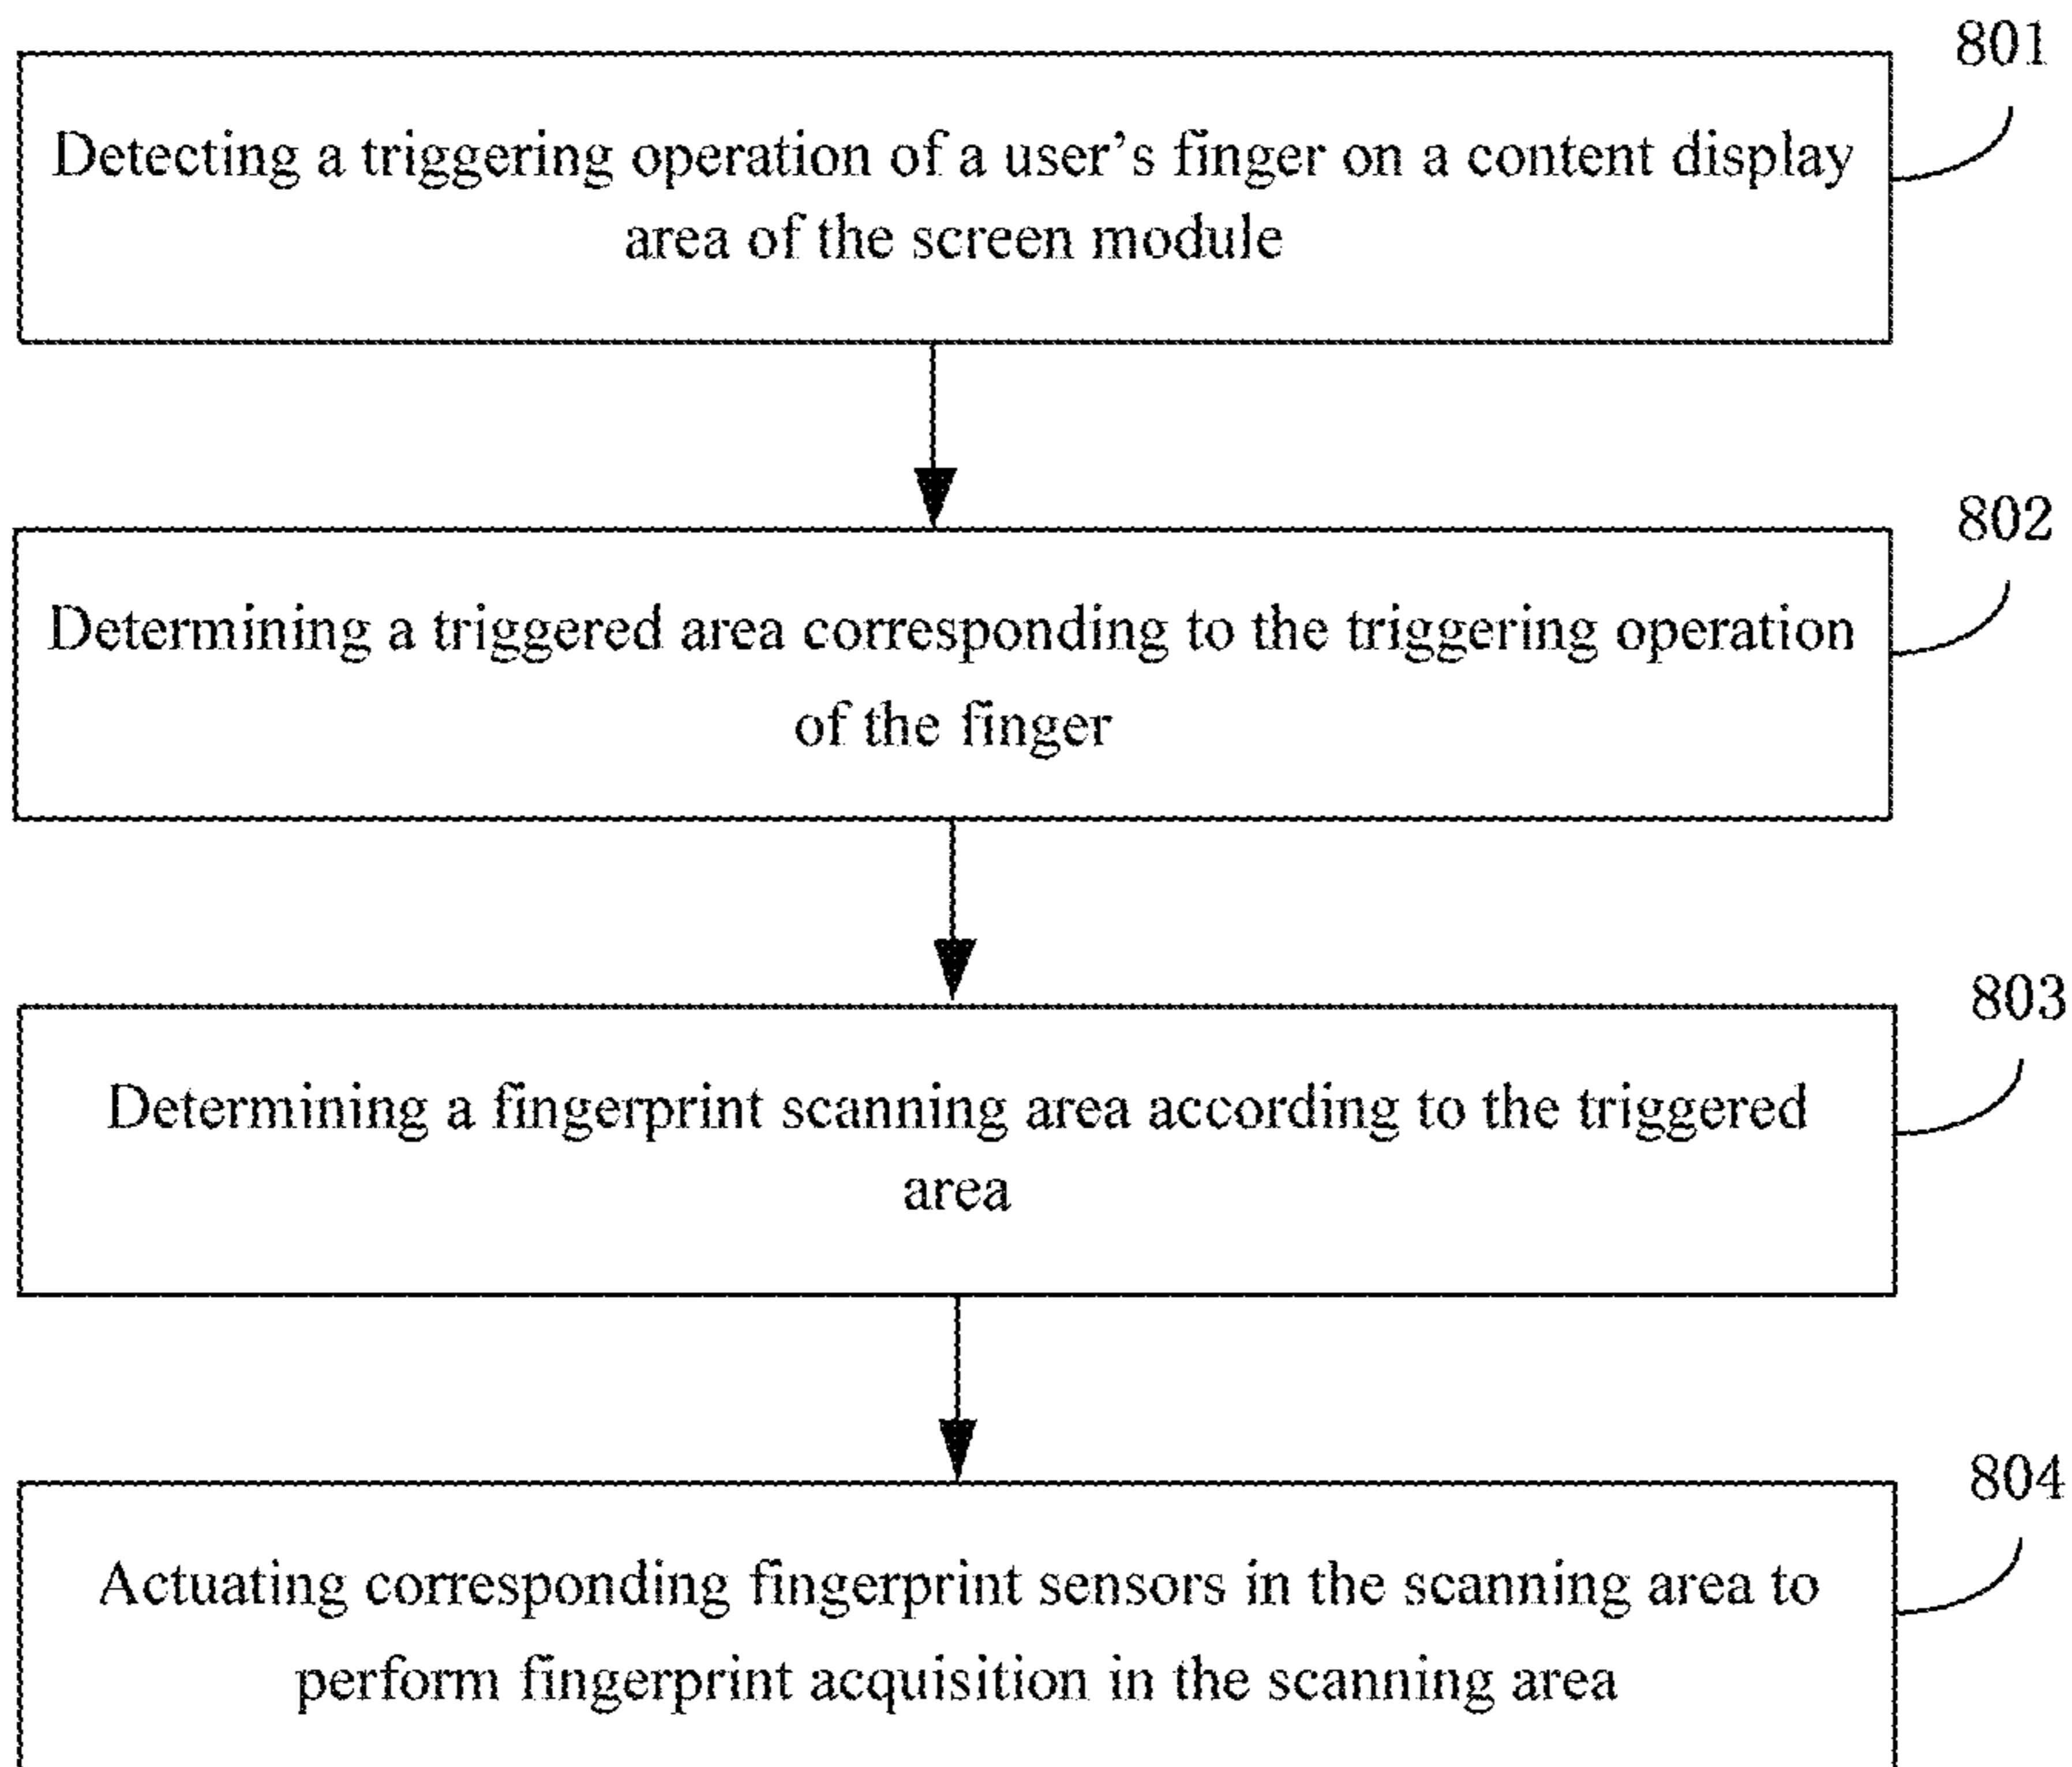 801
Detecting a triggering operation of a user's finger on a content display
area of the screen module
802
Determining a triggered area corresponding to the triggering operation
of the finger
803
Determining a fingerprint scanning area according to the triggered
area
804
Actuating corresponding fingerprint sensors in the scanning area to
perform fingerprint acquisition in the scanning area